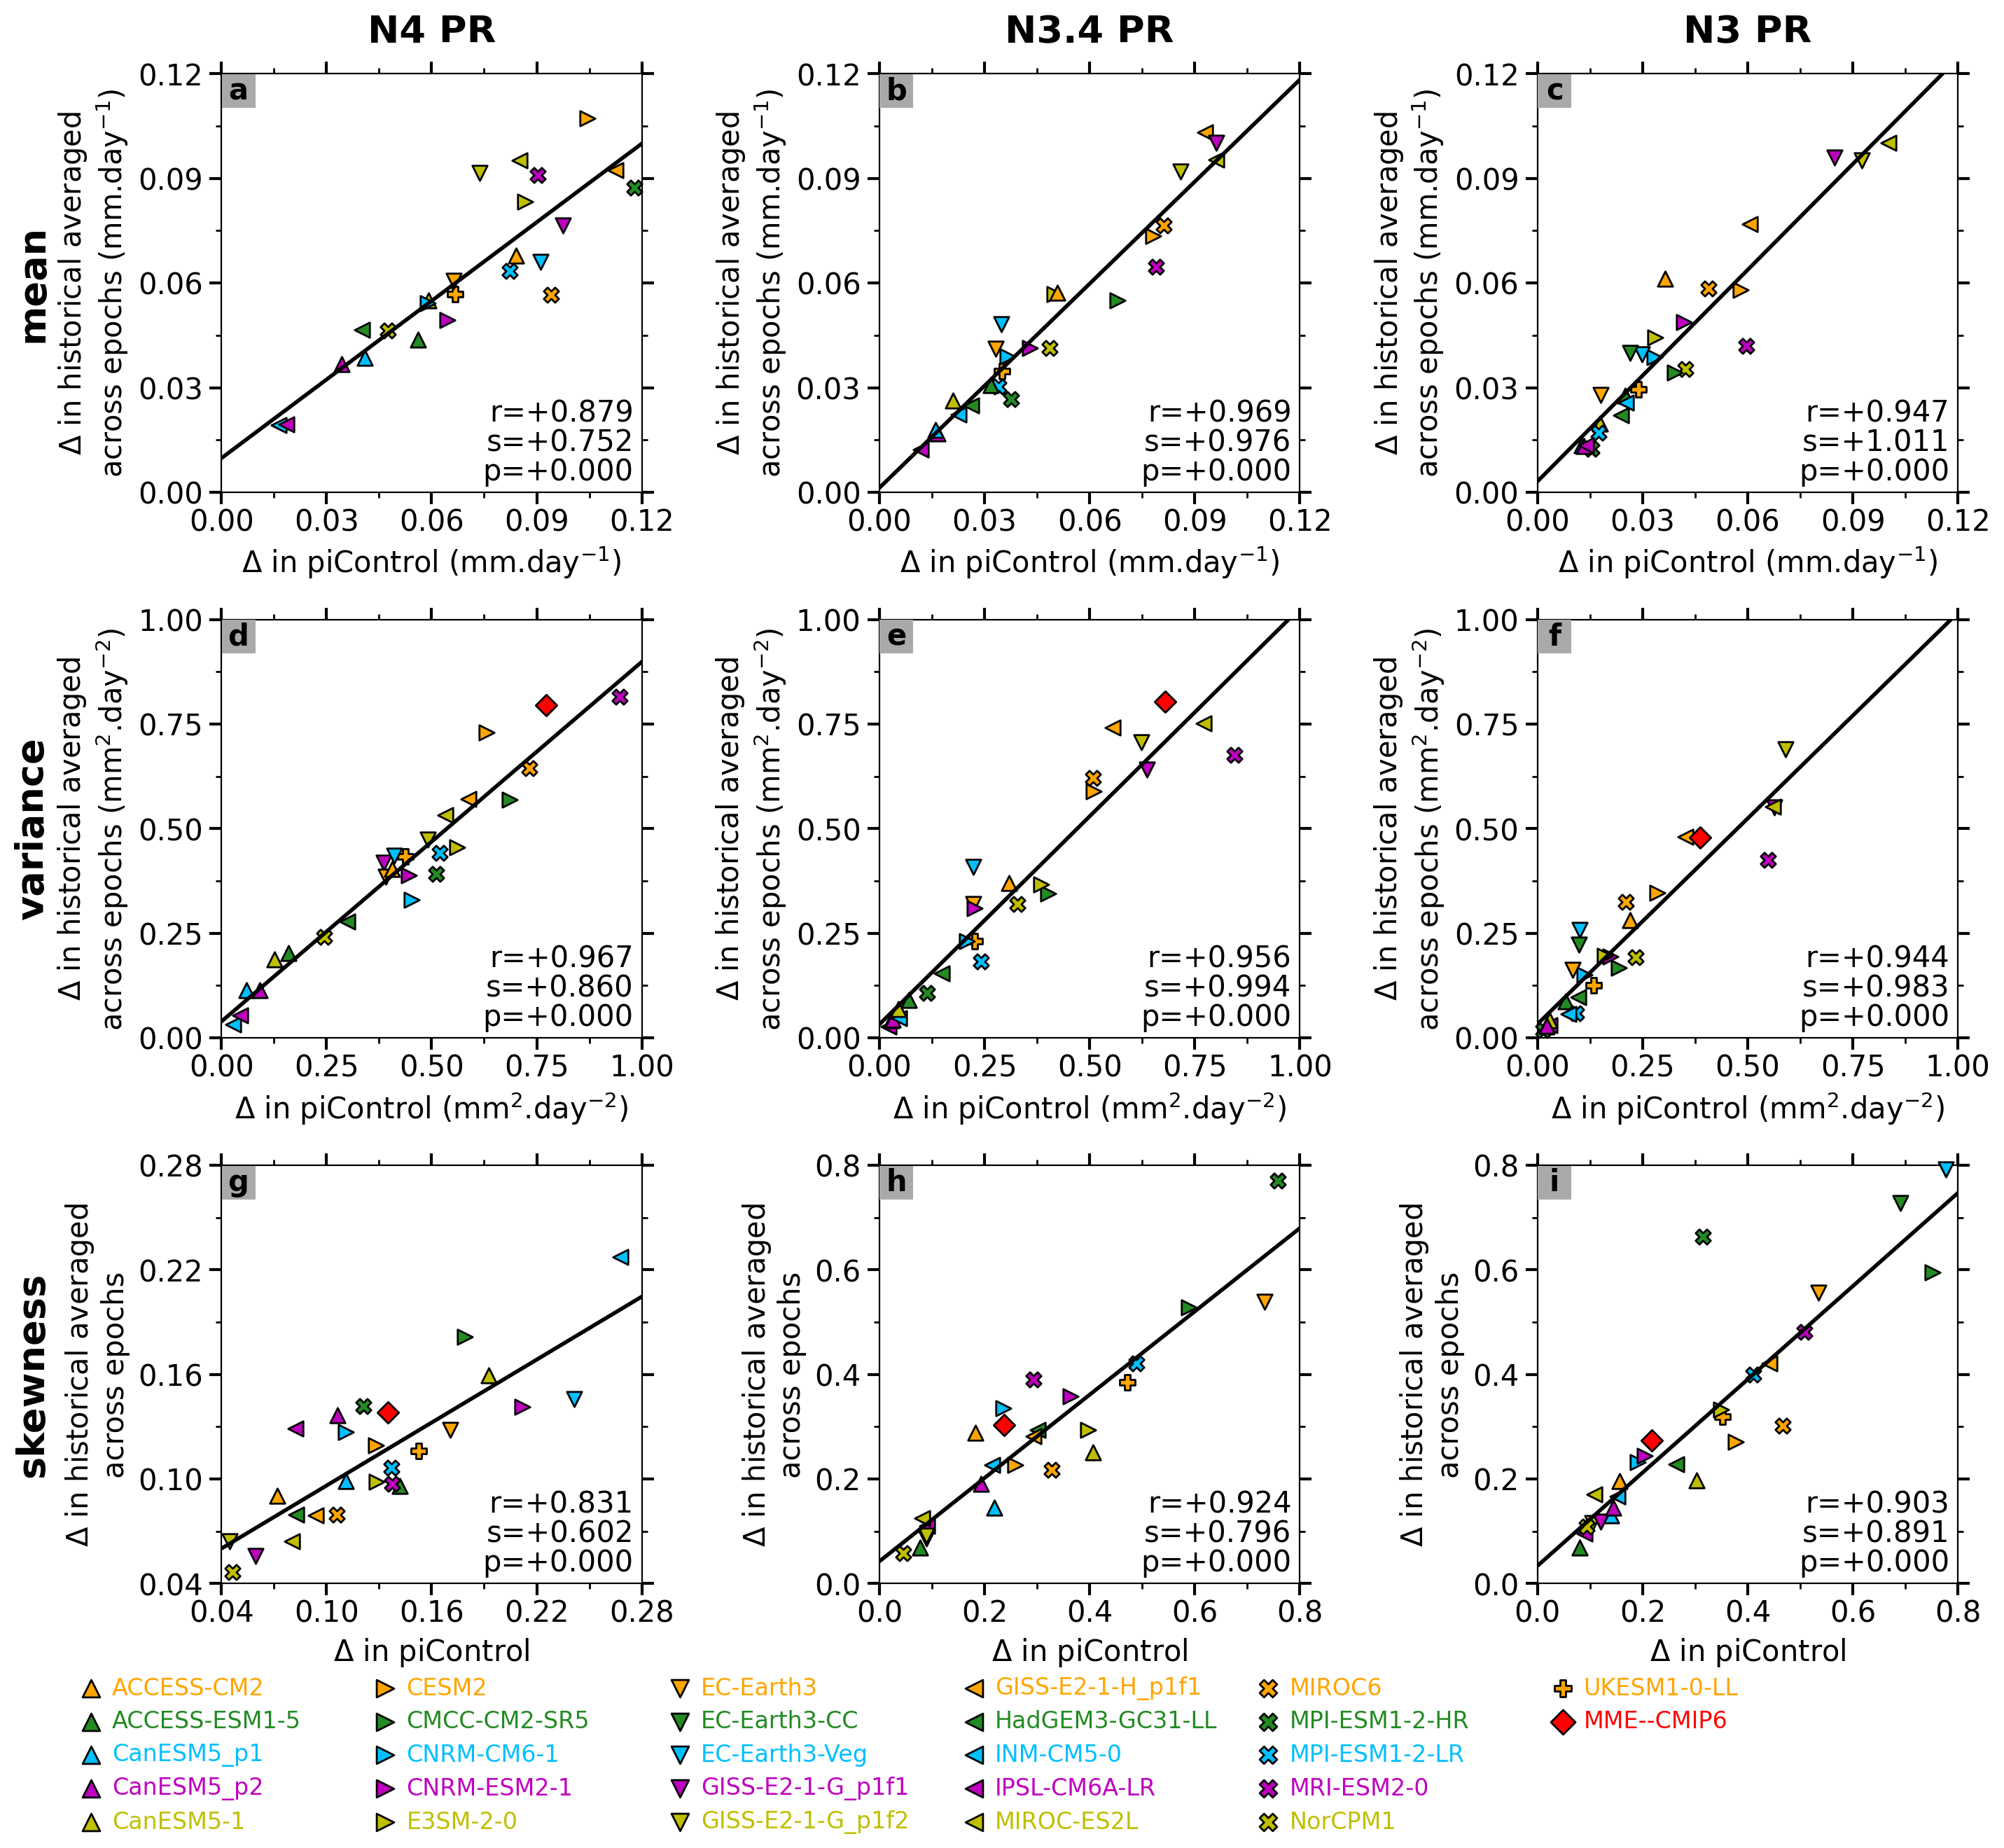 N4 PR
N3.4 PR
N3 PR
mean
a
Δ in historical averaged
across epochs (mm.day⁻¹)
0.12
0.09
0.06
0.03
0.00
r=+0.879
s=+0.752
p=+0.000
0.00 0.03 0.06 0.09 0.12
Δ in piControl (mm.day⁻¹)
b
Δ in historical averaged
across epochs (mm.day⁻¹)
0.12
0.09
0.06
0.03
0.00
r=+0.969
s=+0.976
p=+0.000
0.00 0.03 0.06 0.09 0.12
Δ in piControl (mm.day⁻¹)
c
Δ in historical averaged
across epochs (mm.day⁻¹)
0.12
0.09
0.06
0.03
0.00
r=+0.947
s=+1.011
p=+0.000
0.00 0.03 0.06 0.09 0.12
Δ in piControl (mm.day⁻¹)
variance
d
Δ in historical averaged
across epochs (mm².day⁻²)
1.00
0.75
0.50
0.25
0.00
r=+0.967
s=+0.860
p=+0.000
0.00 0.25 0.50 0.75 1.00
Δ in piControl (mm².day⁻²)
e
Δ in historical averaged
across epochs (mm².day⁻²)
1.00
0.75
0.50
0.25
0.00
r=+0.956
s=+0.994
p=+0.000
0.00 0.25 0.50 0.75 1.00
Δ in piControl (mm².day⁻²)
f
Δ in historical averaged
across epochs (mm².day⁻²)
1.00
0.75
0.50
0.25
0.00
r=+0.944
s=+0.983
p=+0.000
0.00 0.25 0.50 0.75 1.00
Δ in piControl (mm².day⁻²)
skewness
g
Δ in historical averaged
across epochs
0.28
0.22
0.16
0.10
0.04
r=+0.831
s=+0.602
p=+0.000
0.04 0.10 0.16 0.22 0.28
Δ in piControl
h
Δ in historical averaged
across epochs
0.8
0.6
0.4
0.2
0.0
r=+0.924
s=+0.796
p=+0.000
0.0 0.2 0.4 0.6 0.8
Δ in piControl
i
Δ in historical averaged
across epochs
0.8
0.6
0.4
0.2
0.0
r=+0.903
s=+0.891
p=+0.000
0.0 0.2 0.4 0.6 0.8
Δ in piControl
ACCESS-CM2
ACCESS-ESM1-5
CanESM5_p1
CanESM5_p2
CanESM5-1
CESM2
CMCC-CM2-SR5
CNRM-CM6-1
CNRM-ESM2-1
E3SM-2-0
EC-Earth3
EC-Earth3-CC
EC-Earth3-Veg
GISS-E2-1-G_p1f1
GISS-E2-1-G_p1f2
GISS-E2-1-H_p1f1
HadGEM3-GC31-LL
INM-CM5-0
IPSL-CM6A-LR
MIROC-ES2L
MIROC6
MPI-ESM1-2-HR
MPI-ESM1-2-LR
MRI-ESM2-0
NorCPM1
UKESM1-0-LL
MME--CMIP6